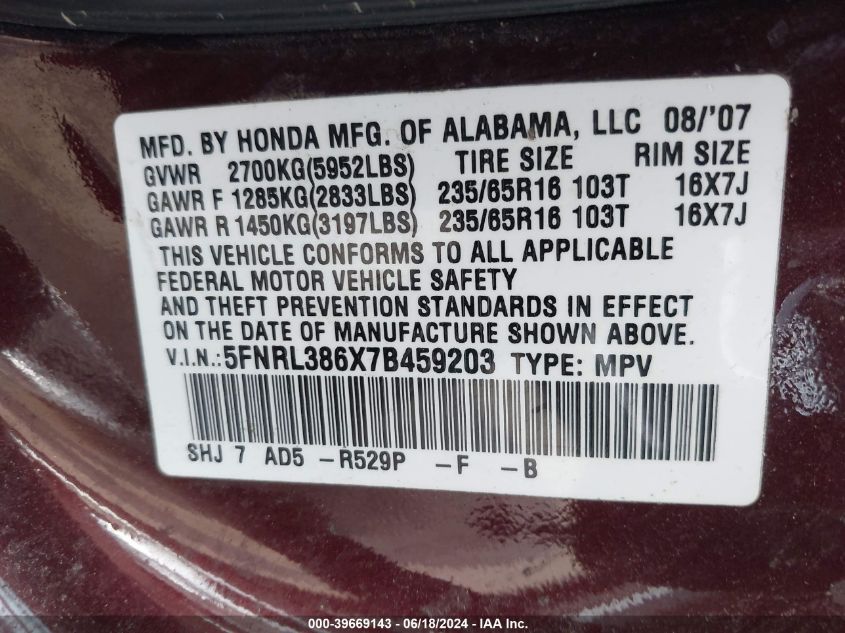 MFD. BY HONDA MFG. OF ALABAMA, LLC 08/'07
GVWR 2700KG(5952LBS) TIRE SIZE RIM SIZE
GAWR F 1285KG(2833LBS) 235/65R16 103T 16X7J
GAWR R 1450KG(3197LBS) 235/65R16 103T 16X7J
THIS VEHICLE CONFORMS TO ALL APPLICABLE
FEDERAL MOTOR VEHICLE SAFETY
AND THEFT PREVENTION STANDARDS IN EFFECT
ON THE DATE OF MANUFACTURE SHOWN ABOVE.
V.I.N.: 5FNRL386X7B459203 TYPE: MPV
SHJ 7 AD5 -R529P -F -B
000-39669143 - 06/18/2024 - IAA Inc.